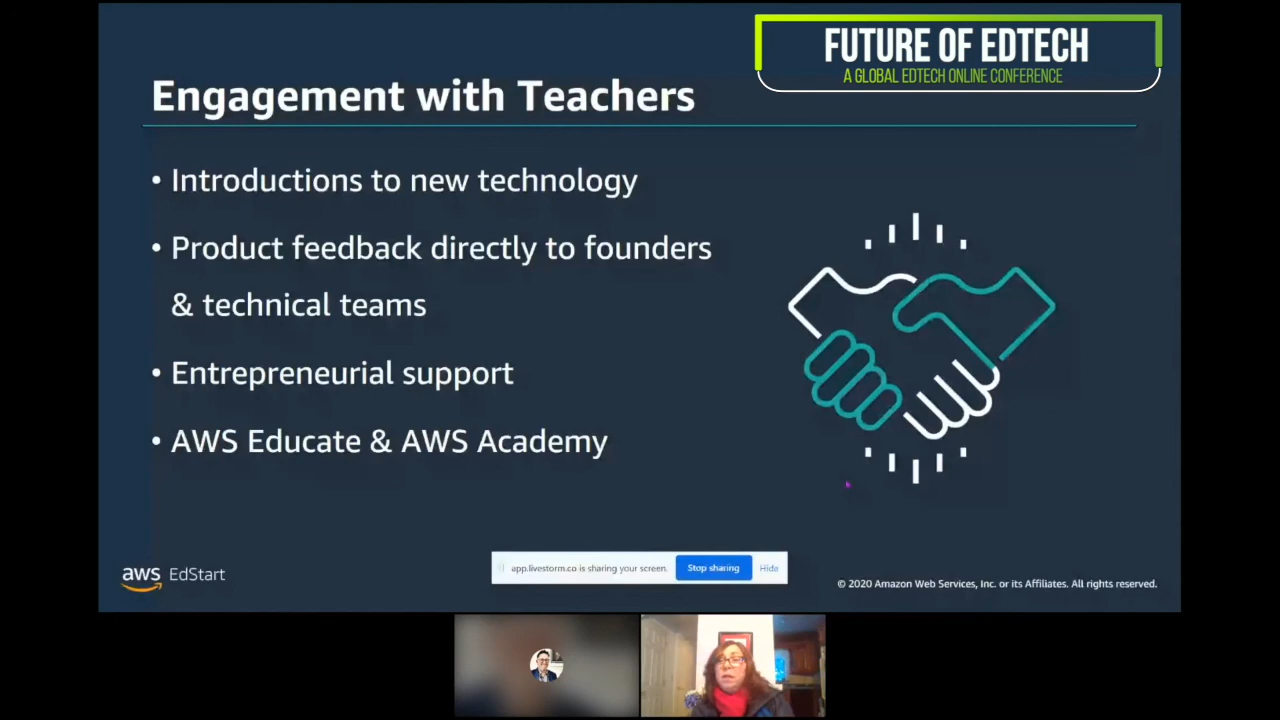 FUTURE OF EDTECH
A GLOBAL EDTECH ONLINE CONFERENCE
Engagement with Teachers
• Introductions to new technology
• Product feedback directly to founders
& technical teams
• Entrepreneurial support
• AWS Educate & AWS Academy
app.livestorm.co is sharing your screen.
Stop sharing
Hide
aws EdStart
© 2020 Amazon Web Services, Inc. or its Affiliates. All rights reserved.